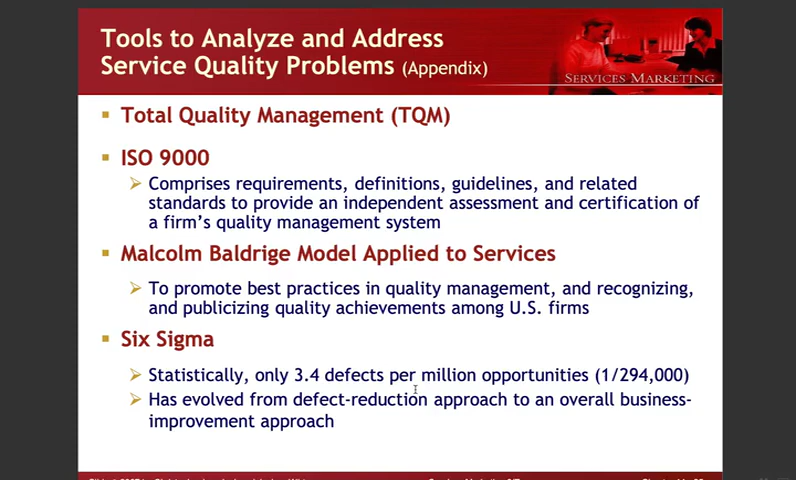 Tools to Analyze and Address
Service Quality Problems (Appendix)
SERVICES MARKETING
Total Quality Management (TQM)
ISO 9000
Comprises requirements, definitions, guidelines, and related
standards to provide an independent assessment and certification of
a firm's quality management system
Malcolm Baldrige Model Applied to Services
To promote best practices in quality management, and recognizing,
and publicizing quality achievements among U.S. firms
Six Sigma
Statistically, only 3.4 defects per million opportunities (1/294,000)
Has evolved from defect-reduction approach to an overall business-
improvement approach